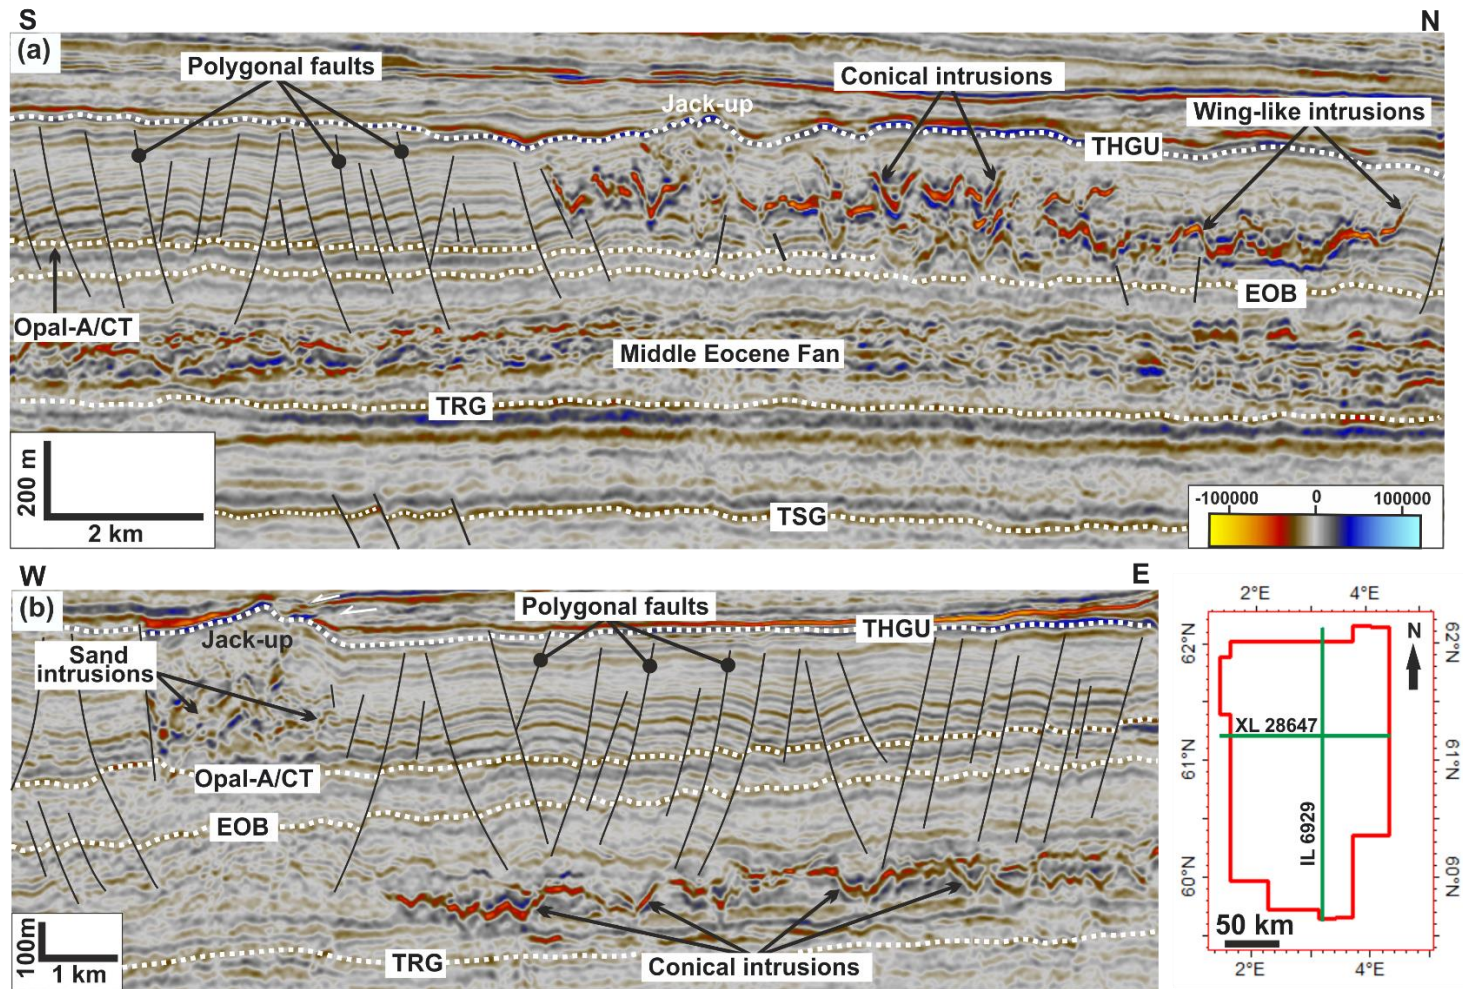 S
N
(a)
Polygonal faults
Conical intrusions
Jack-up
Wing-like intrusions
THGU
Opal-A/CT
EOB
Middle Eocene Fan
TRG
200 m
2 km
TSG
-100000 0 100000
W
E
(b)
Polygonal faults
THGU
Jack-up
Sand
intrusions
Opal-A/CT
EOB
TRG
100m
1 km
Conical intrusions
2°E 4°E
N
62°N
62°N
XL 28647
61°N
61°N
IL 6929
60°N
60°N
50 km
2°E 4°E